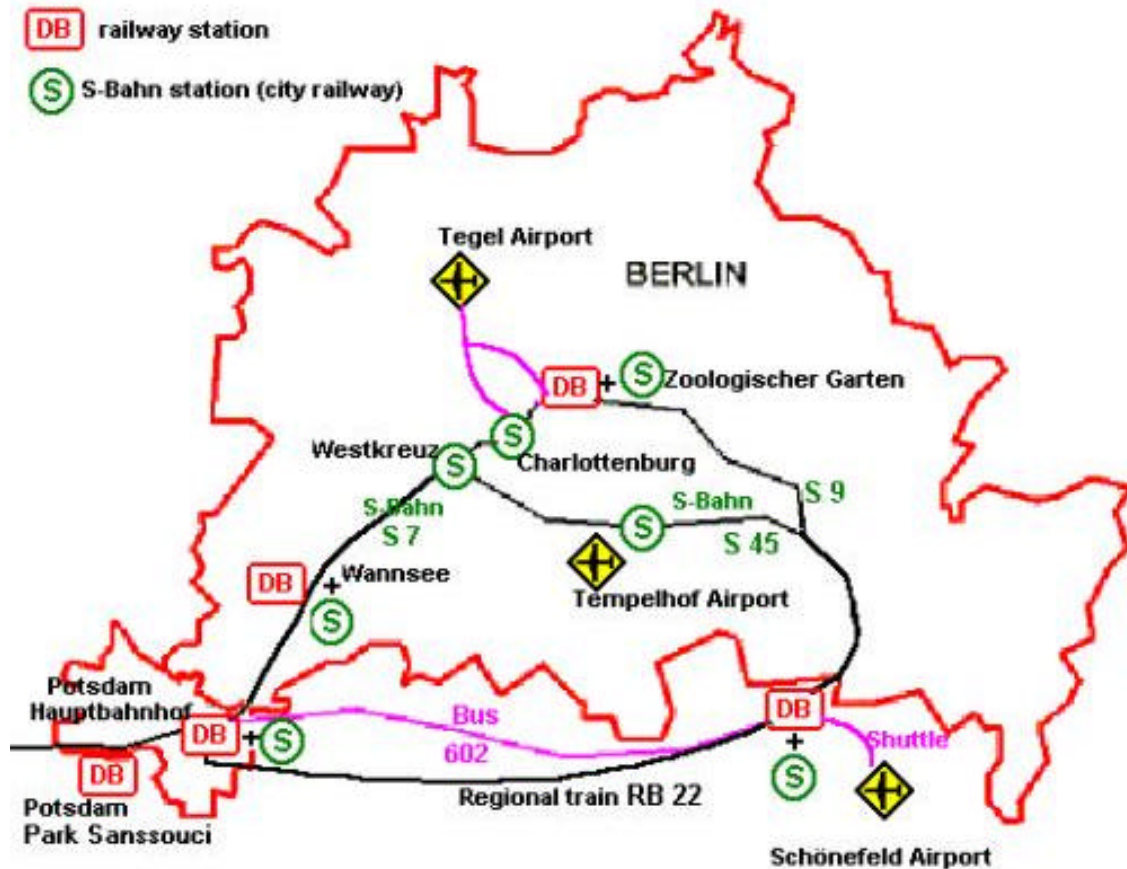 DB railway station
S S-Bahn station (city railway)
Tegel Airport
BERLIN
DB + S Zoologischer Garten
Westkreuz
S
S
Charlottenburg
S-Bahn
S 7
S-Bahn
S 9
S
S 45
DB
Wannsee
+
S
Tempelhof Airport
Potsdam
Hauptbahnhof
DB
+ S
Bus
602
DB
+
S
Shuttle
DB
Potsdam
Park Sanssouci
Regional train RB 22
Schönefeld Airport